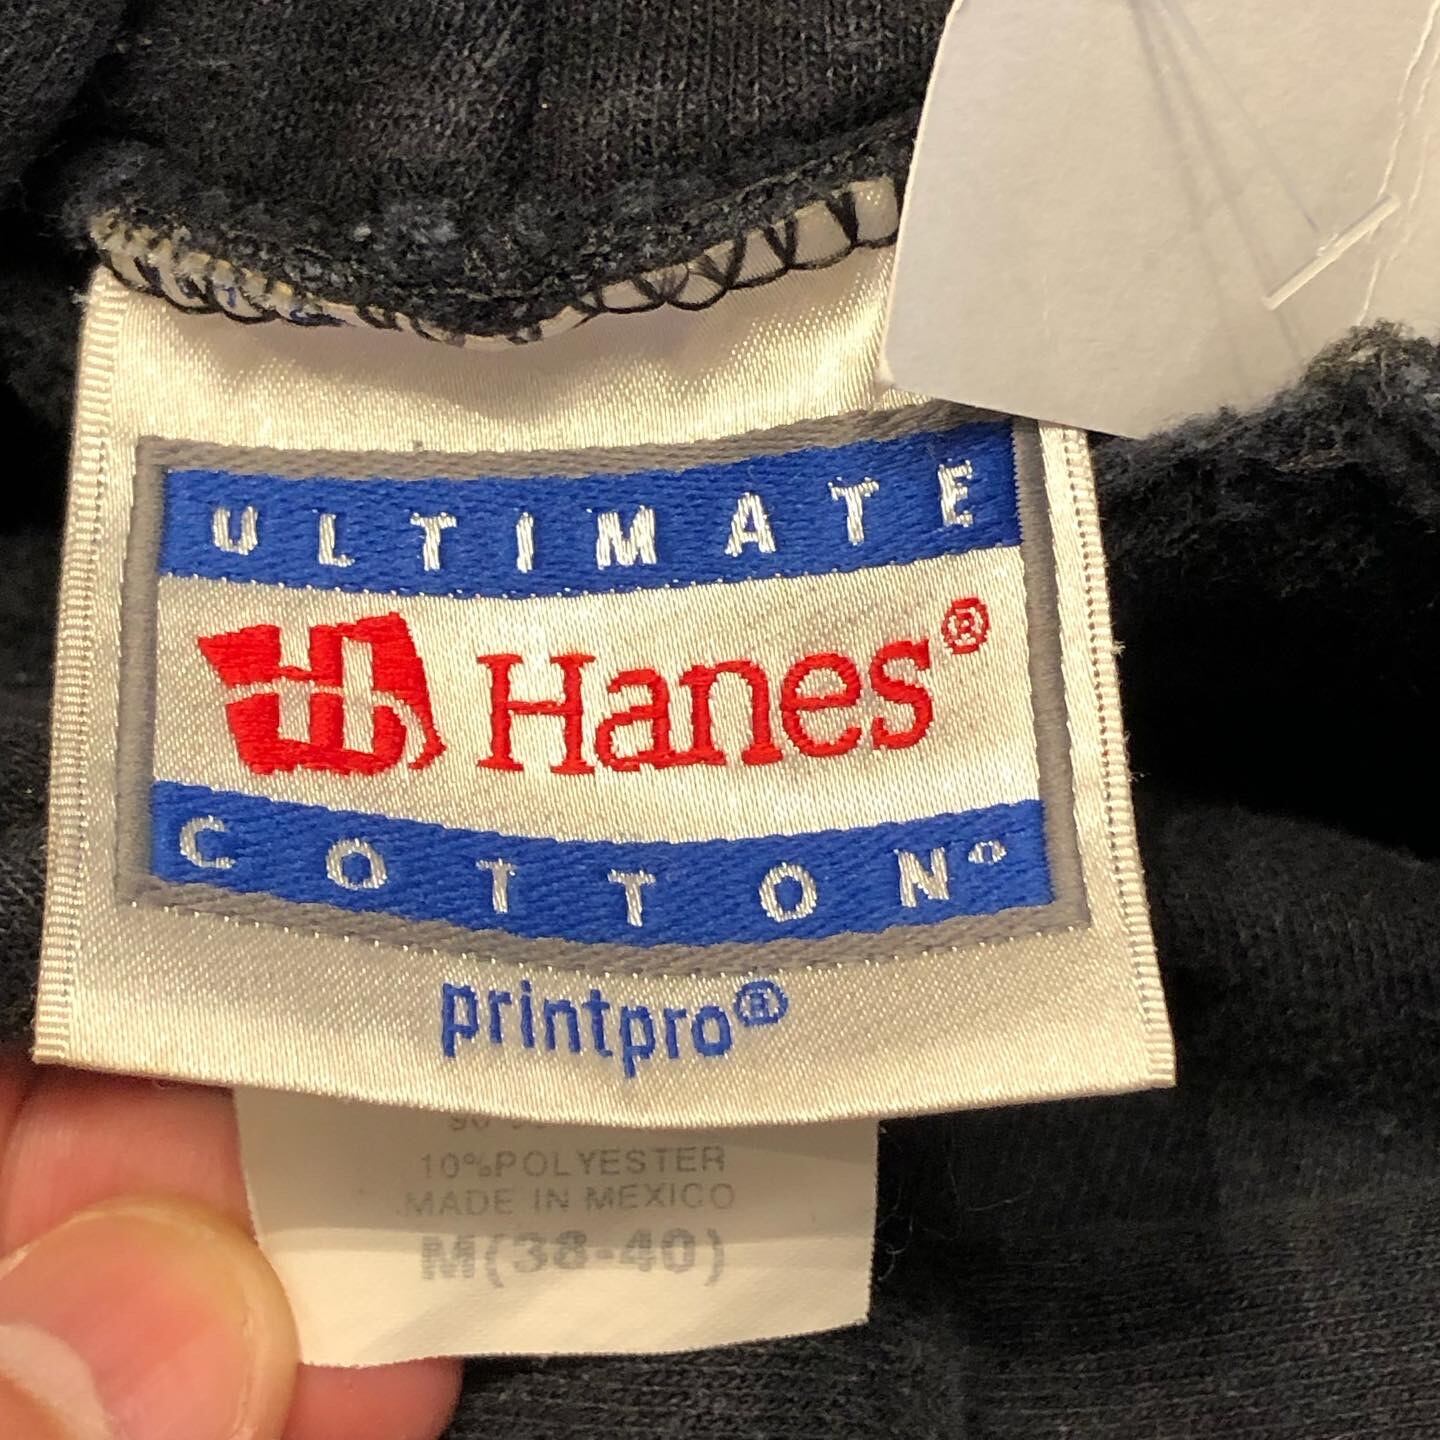 ULTIMATE
Hanes®
COTTON®
printpro®
10%POLYESTER
MADE IN MEXICO
M(38-40)